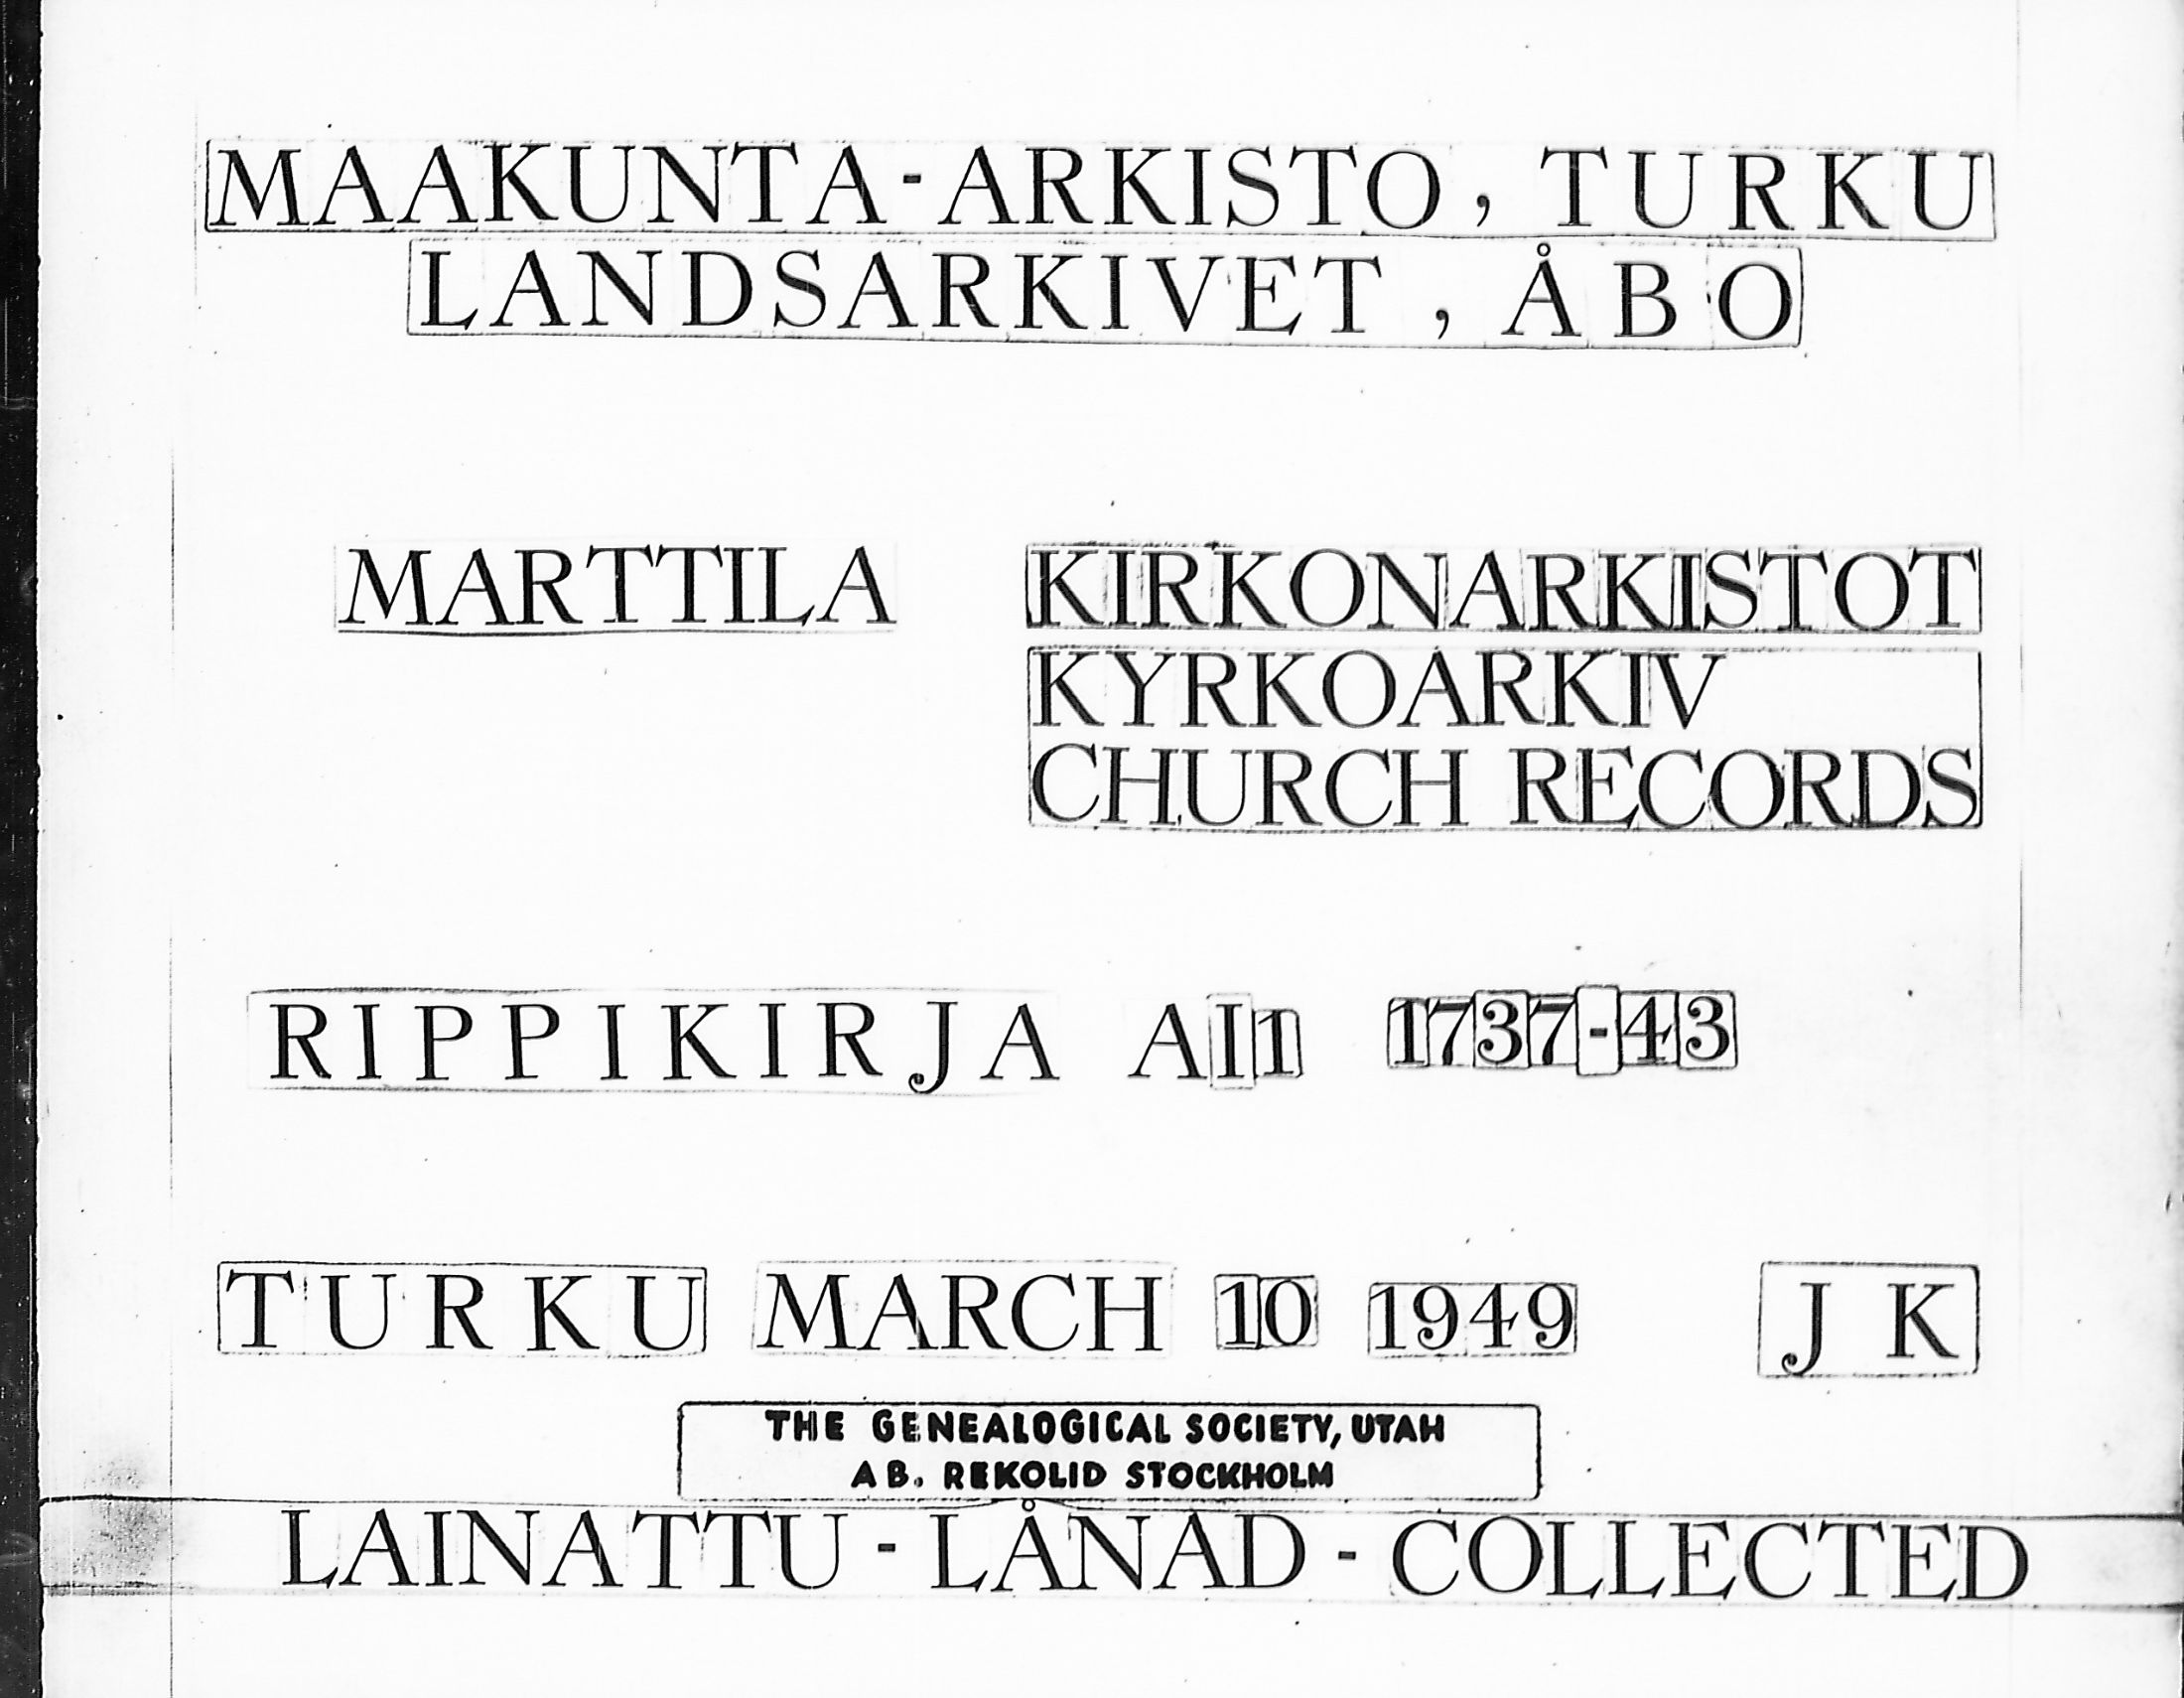 MAAKUNTA-ARKISTO, TURKU
LANDSARKIVET, ÅBO
MARTTILA KIRKONARKISTOT
KYRKOARKIV
CHURCH RECORDS
RIPPIKIRJA AI1 1737-43
TURKU MARCH 10 1949 JK
THE GENEALOGICAL SOCIETY, UTAH
AB. REKOLID STOCKHOLM
LAINATTU - LÅNAD - COLLECTED